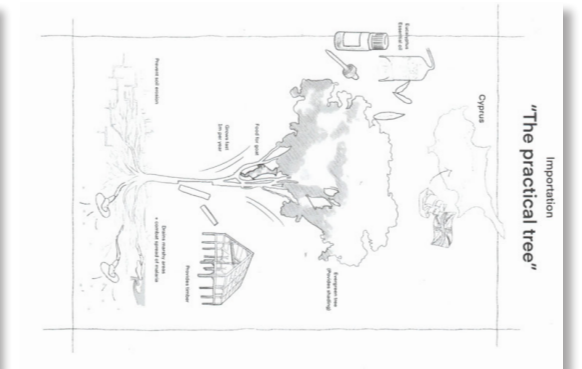 Importation
"The practical tree"
Cyprus
Eucalyptus
Essential oil
Food for goat
Grows fast
1m per year
Evergreen tree
(Provides shading)
Prevent soil erosion
Provides timber
Drains marshy areas
+ combat spread of malaria